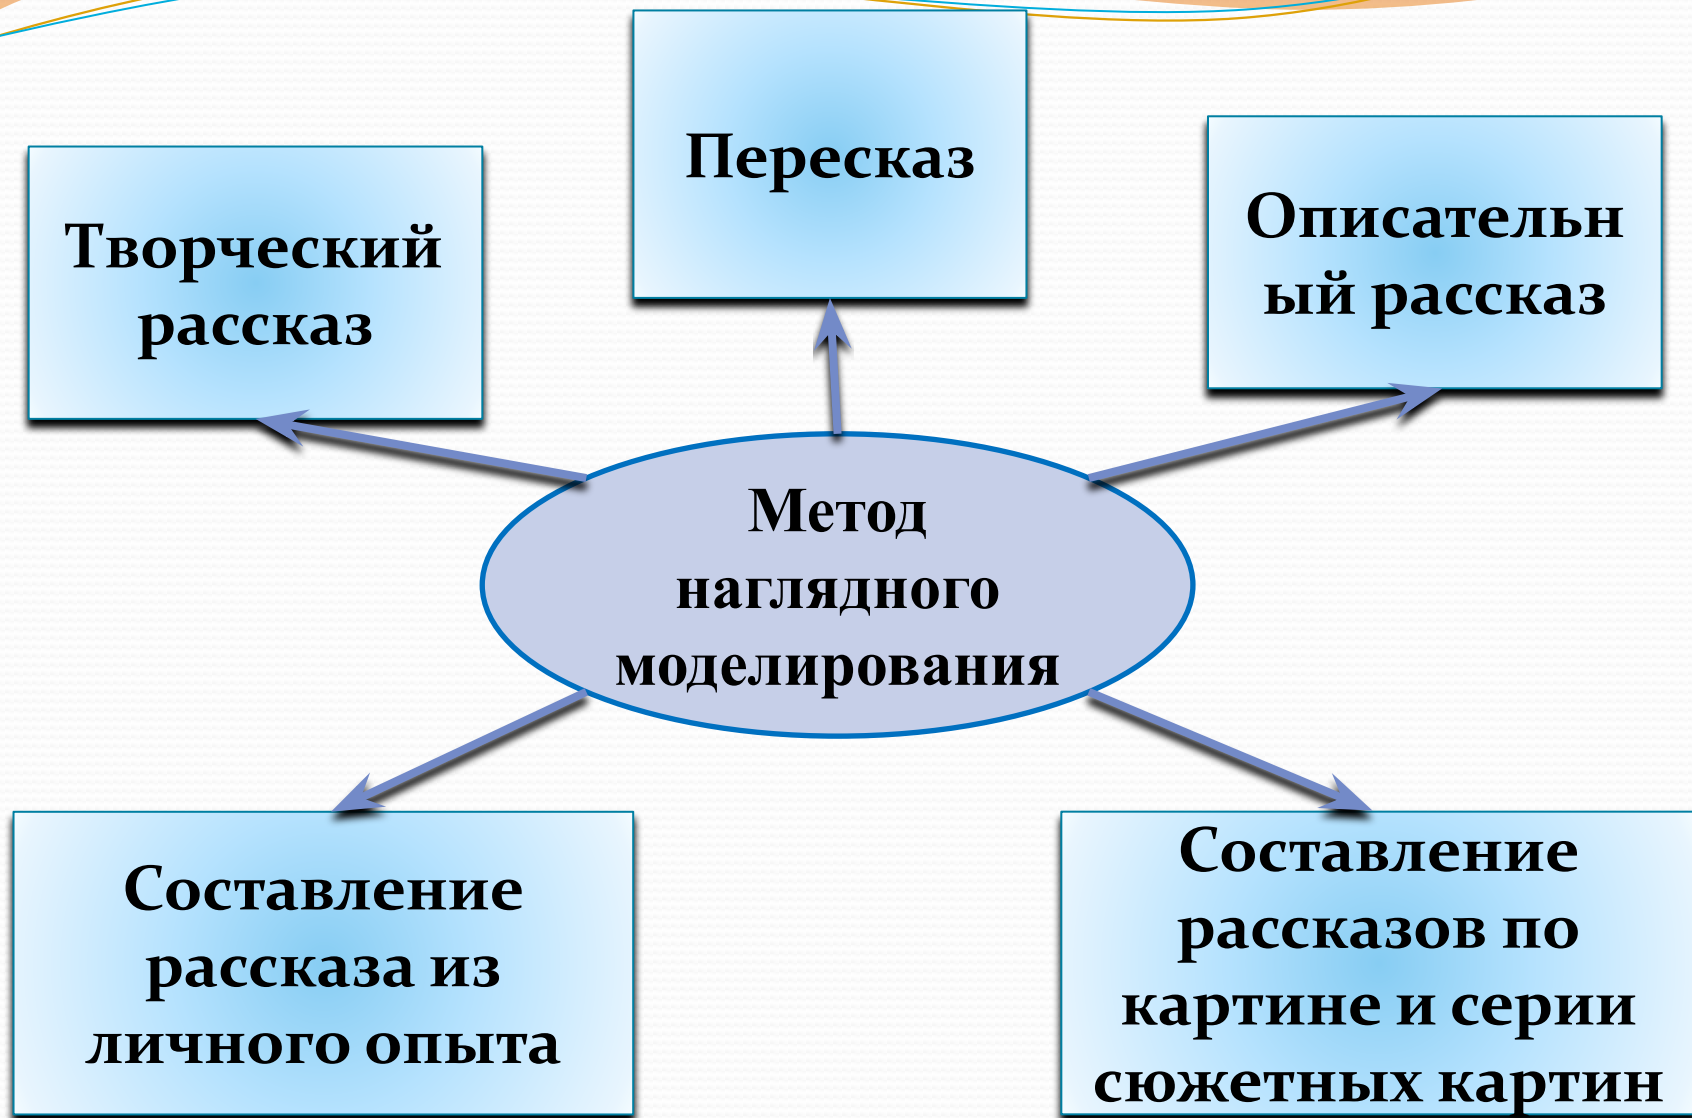 Пересказ
Творческий
рассказ
Описательн
ый рассказ
Метод
наглядного
моделирования
Составление
рассказа из
личного опыта
Составление
рассказов по
картине и серии
сюжетных картин